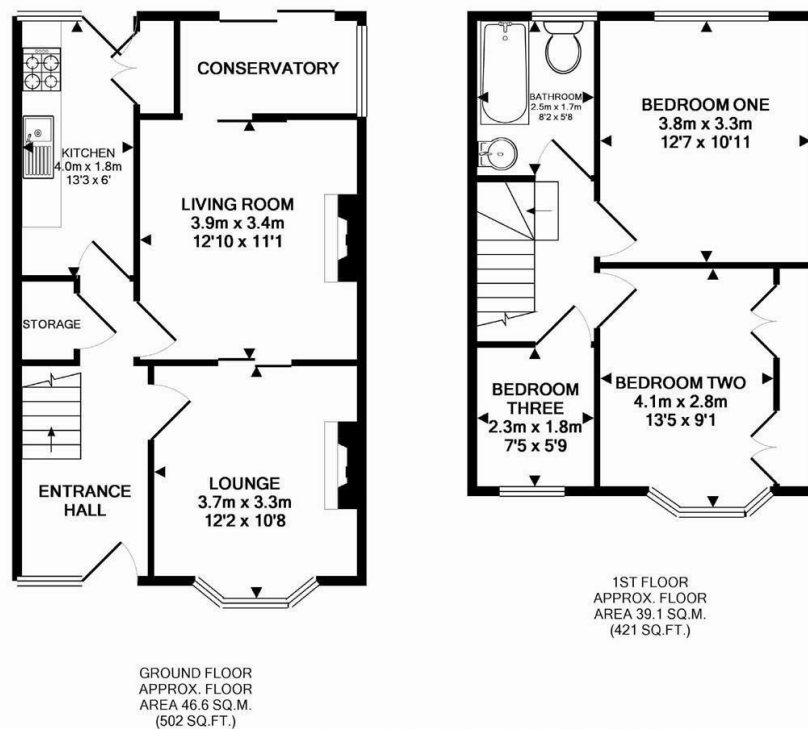 CONSERVATORY
KITCHEN
4.0m x 1.8m
13'3 x 6'
LIVING ROOM
3.9m x 3.4m
12'10 x 11'1
STORAGE
ENTRANCE
HALL
LOUNGE
3.7m x 3.3m
12'2 x 10'8
GROUND FLOOR
APPROX. FLOOR
AREA 46.6 SQ.M.
(502 SQ.FT.)
BATHROOM
2.5m x 1.7m
8'2 x 5'8
BEDROOM ONE
3.8m x 3.3m
12'7 x 10'11
BEDROOM TWO
4.1m x 2.8m
13'5 x 9'1
BEDROOM
THREE
2.3m x 1.8m
7'5 x 5'9
1ST FLOOR
APPROX. FLOOR
AREA 39.1 SQ.M.
(421 SQ.FT.)